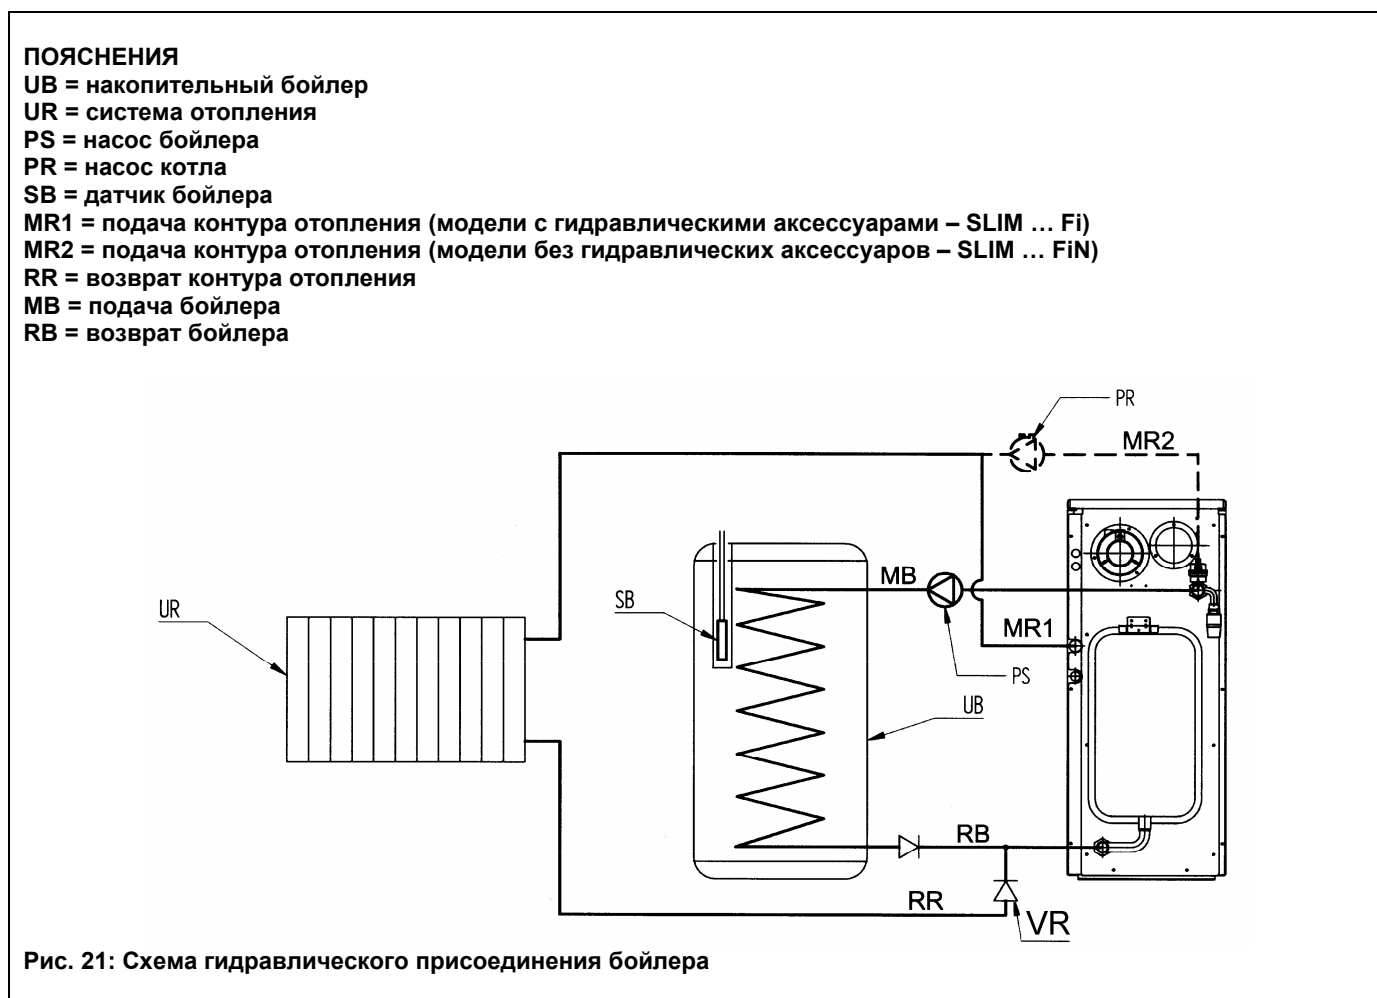 ПОЯСНЕНИЯ
UB = накопительный бойлер
UR = система отопления
PS = насос бойлера
PR = насос котла
SB = датчик бойлера
MR1 = подача контура отопления (модели с гидравлическими аксессуарами – SLIM … Fi)
MR2 = подача контура отопления (модели без гидравлических аксессуаров – SLIM … FiN)
RR = возврат контура отопления
MB = подача бойлера
RB = возврат бойлера
PR
MR2
MB
SB
UR
MR1
PS
UB
RB
RR
VR
Рис. 21: Схема гидравлического присоединения бойлера